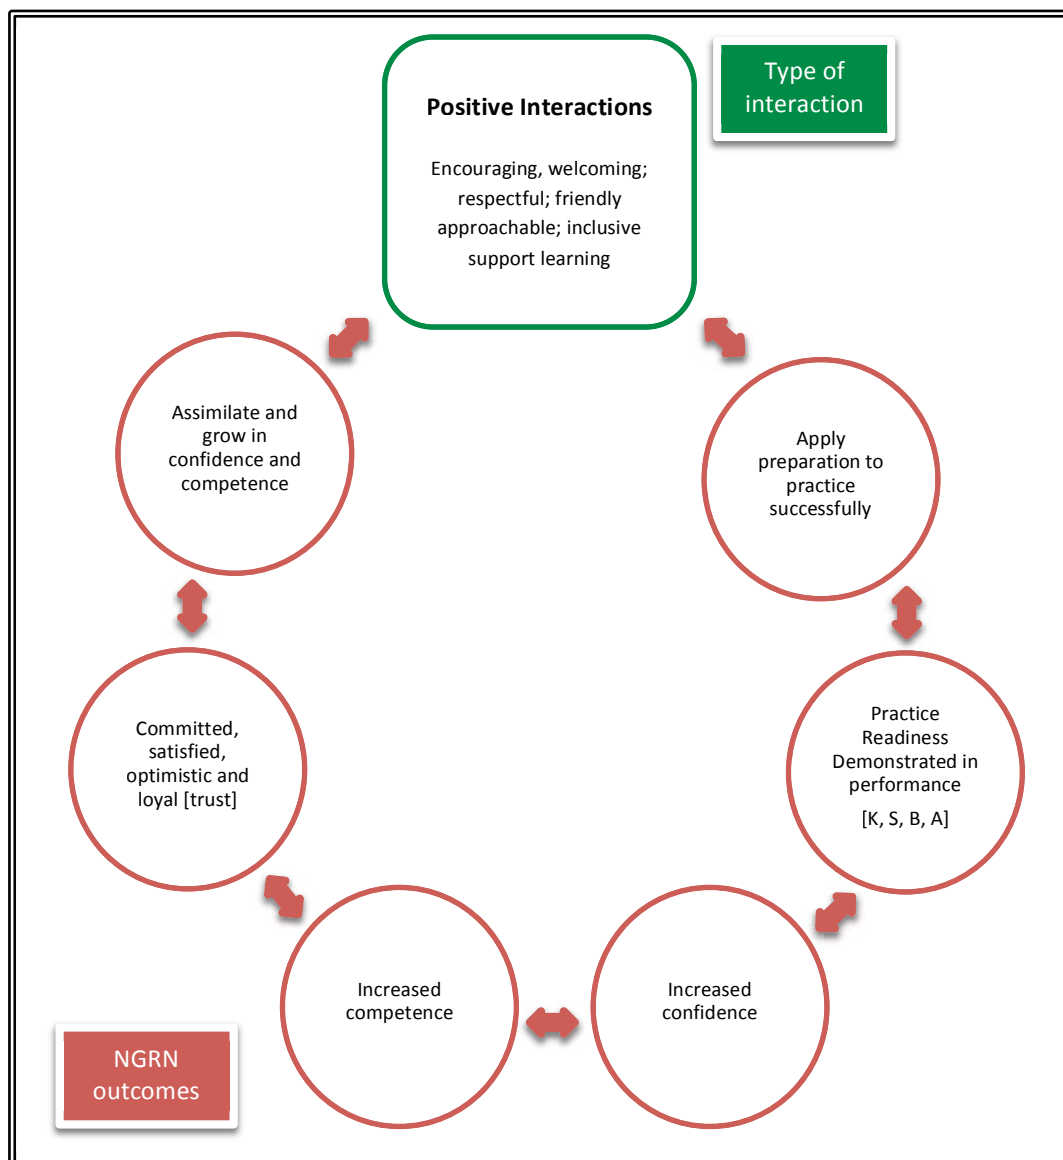 Positive Interactions
Encouraging, welcoming;
respectful; friendly
approachable; inclusive
support learning
Type of
interaction
Assimilate and
grow in
confidence and
competence
Apply
preparation to
practice
successfully
Committed,
satisfied,
optimistic and
loyal [trust]
Practice
Readiness
Demonstrated in
performance
[K, S, B, A]
Increased
competence
Increased
confidence
NGRN
outcomes